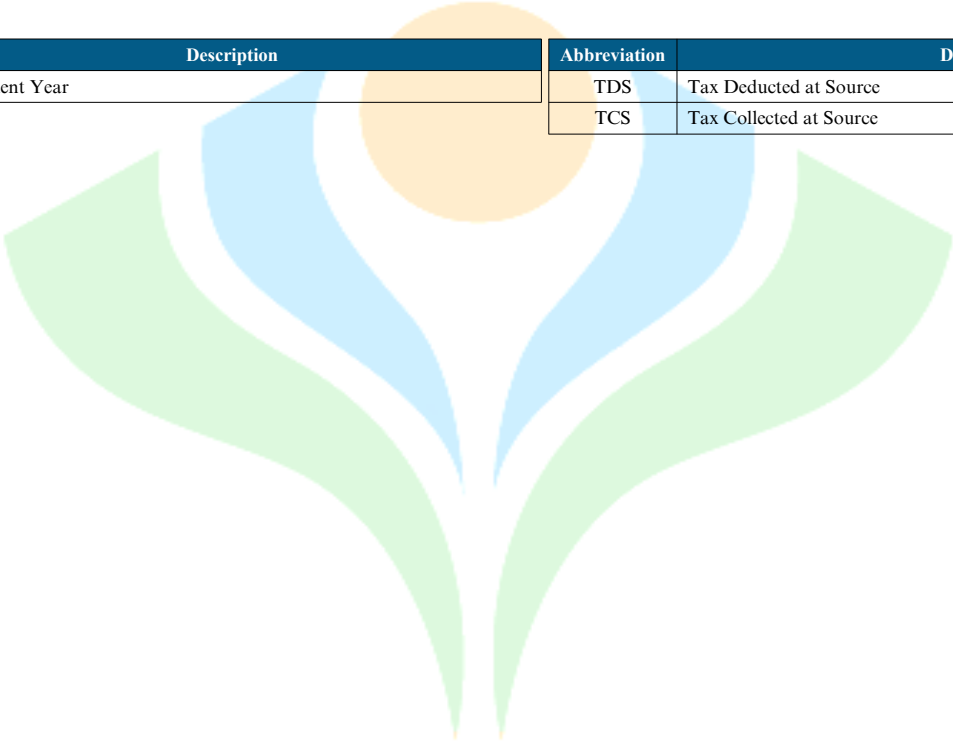 Description
ent Year
Abbreviation D
TDS Tax Deducted at Source
TCS Tax Collected at Source